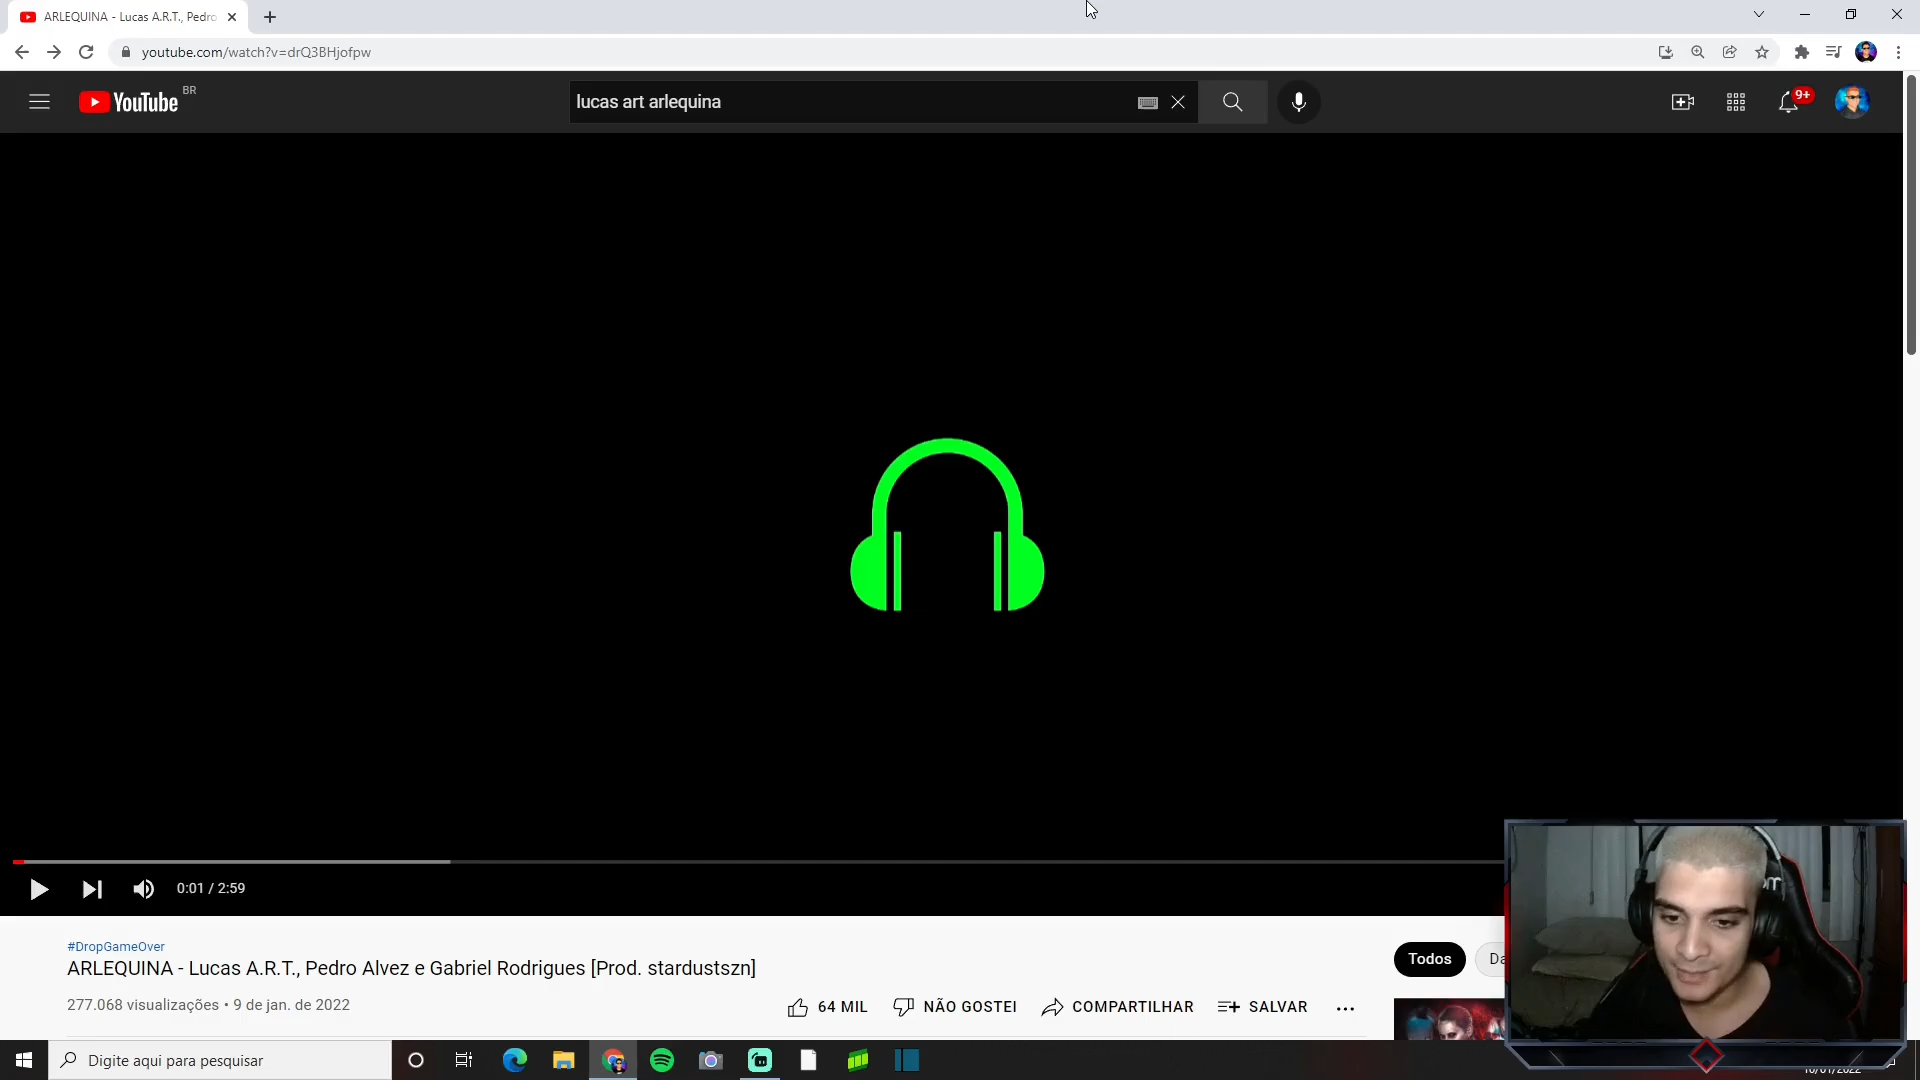 ARLEQUINA - Lucas A.R.T., Pedro
youtube.com/watch?v=drQ3BHjofpw
YouTube BR
lucas art arlequina
9+
0:01 / 2:59
#DropGameOver
ARLEQUINA - Lucas A.R.T., Pedro Alvez e Gabriel Rodrigues [Prod. stardustszn]
277.068 visualizações • 9 de jan. de 2022
64 MIL
NÃO GOSTEI
COMPARTILHAR
SALVAR
Todos
Digite aqui para pesquisar